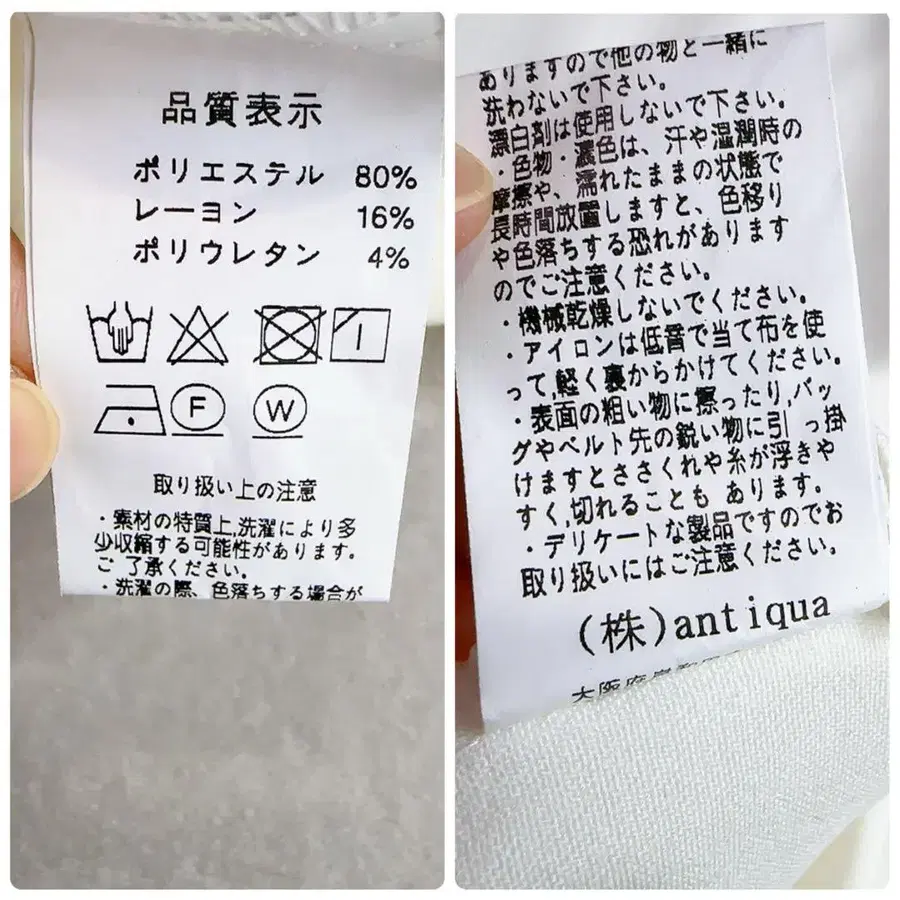 品質表示
ポリエステル 80%
レーヨン 16%
ポリウレタン 4%
F W
取り扱い上の注意
・素材の特質上,洗濯により多
少収縮する可能性があります。
ご了承ください。
・洗濯の際、色落ちする場合が
ありますので他の物と一緒に
洗わないで下さい。
漂白剤は使用しないで下さい。
・色物・濃色は、汗や湿潤時の
摩擦や、濡れたままの状態で
長時間放置しますと、色移り
や色落ちする恐れがあります
のでご注意ください。
・機械乾燥しないでください。
・アイロンは低音で当て布を使
って,軽く裏からかけてください。
・表面の粗い物に擦ったり,バッ
グやベルト先の鋭い物に引っ掛
けますとささくれや糸が浮きや
すく,切れることも あります。
・デリケートな製品ですのでお
取り扱いにはご注意ください。
(株)antiqua
大阪府岸和田